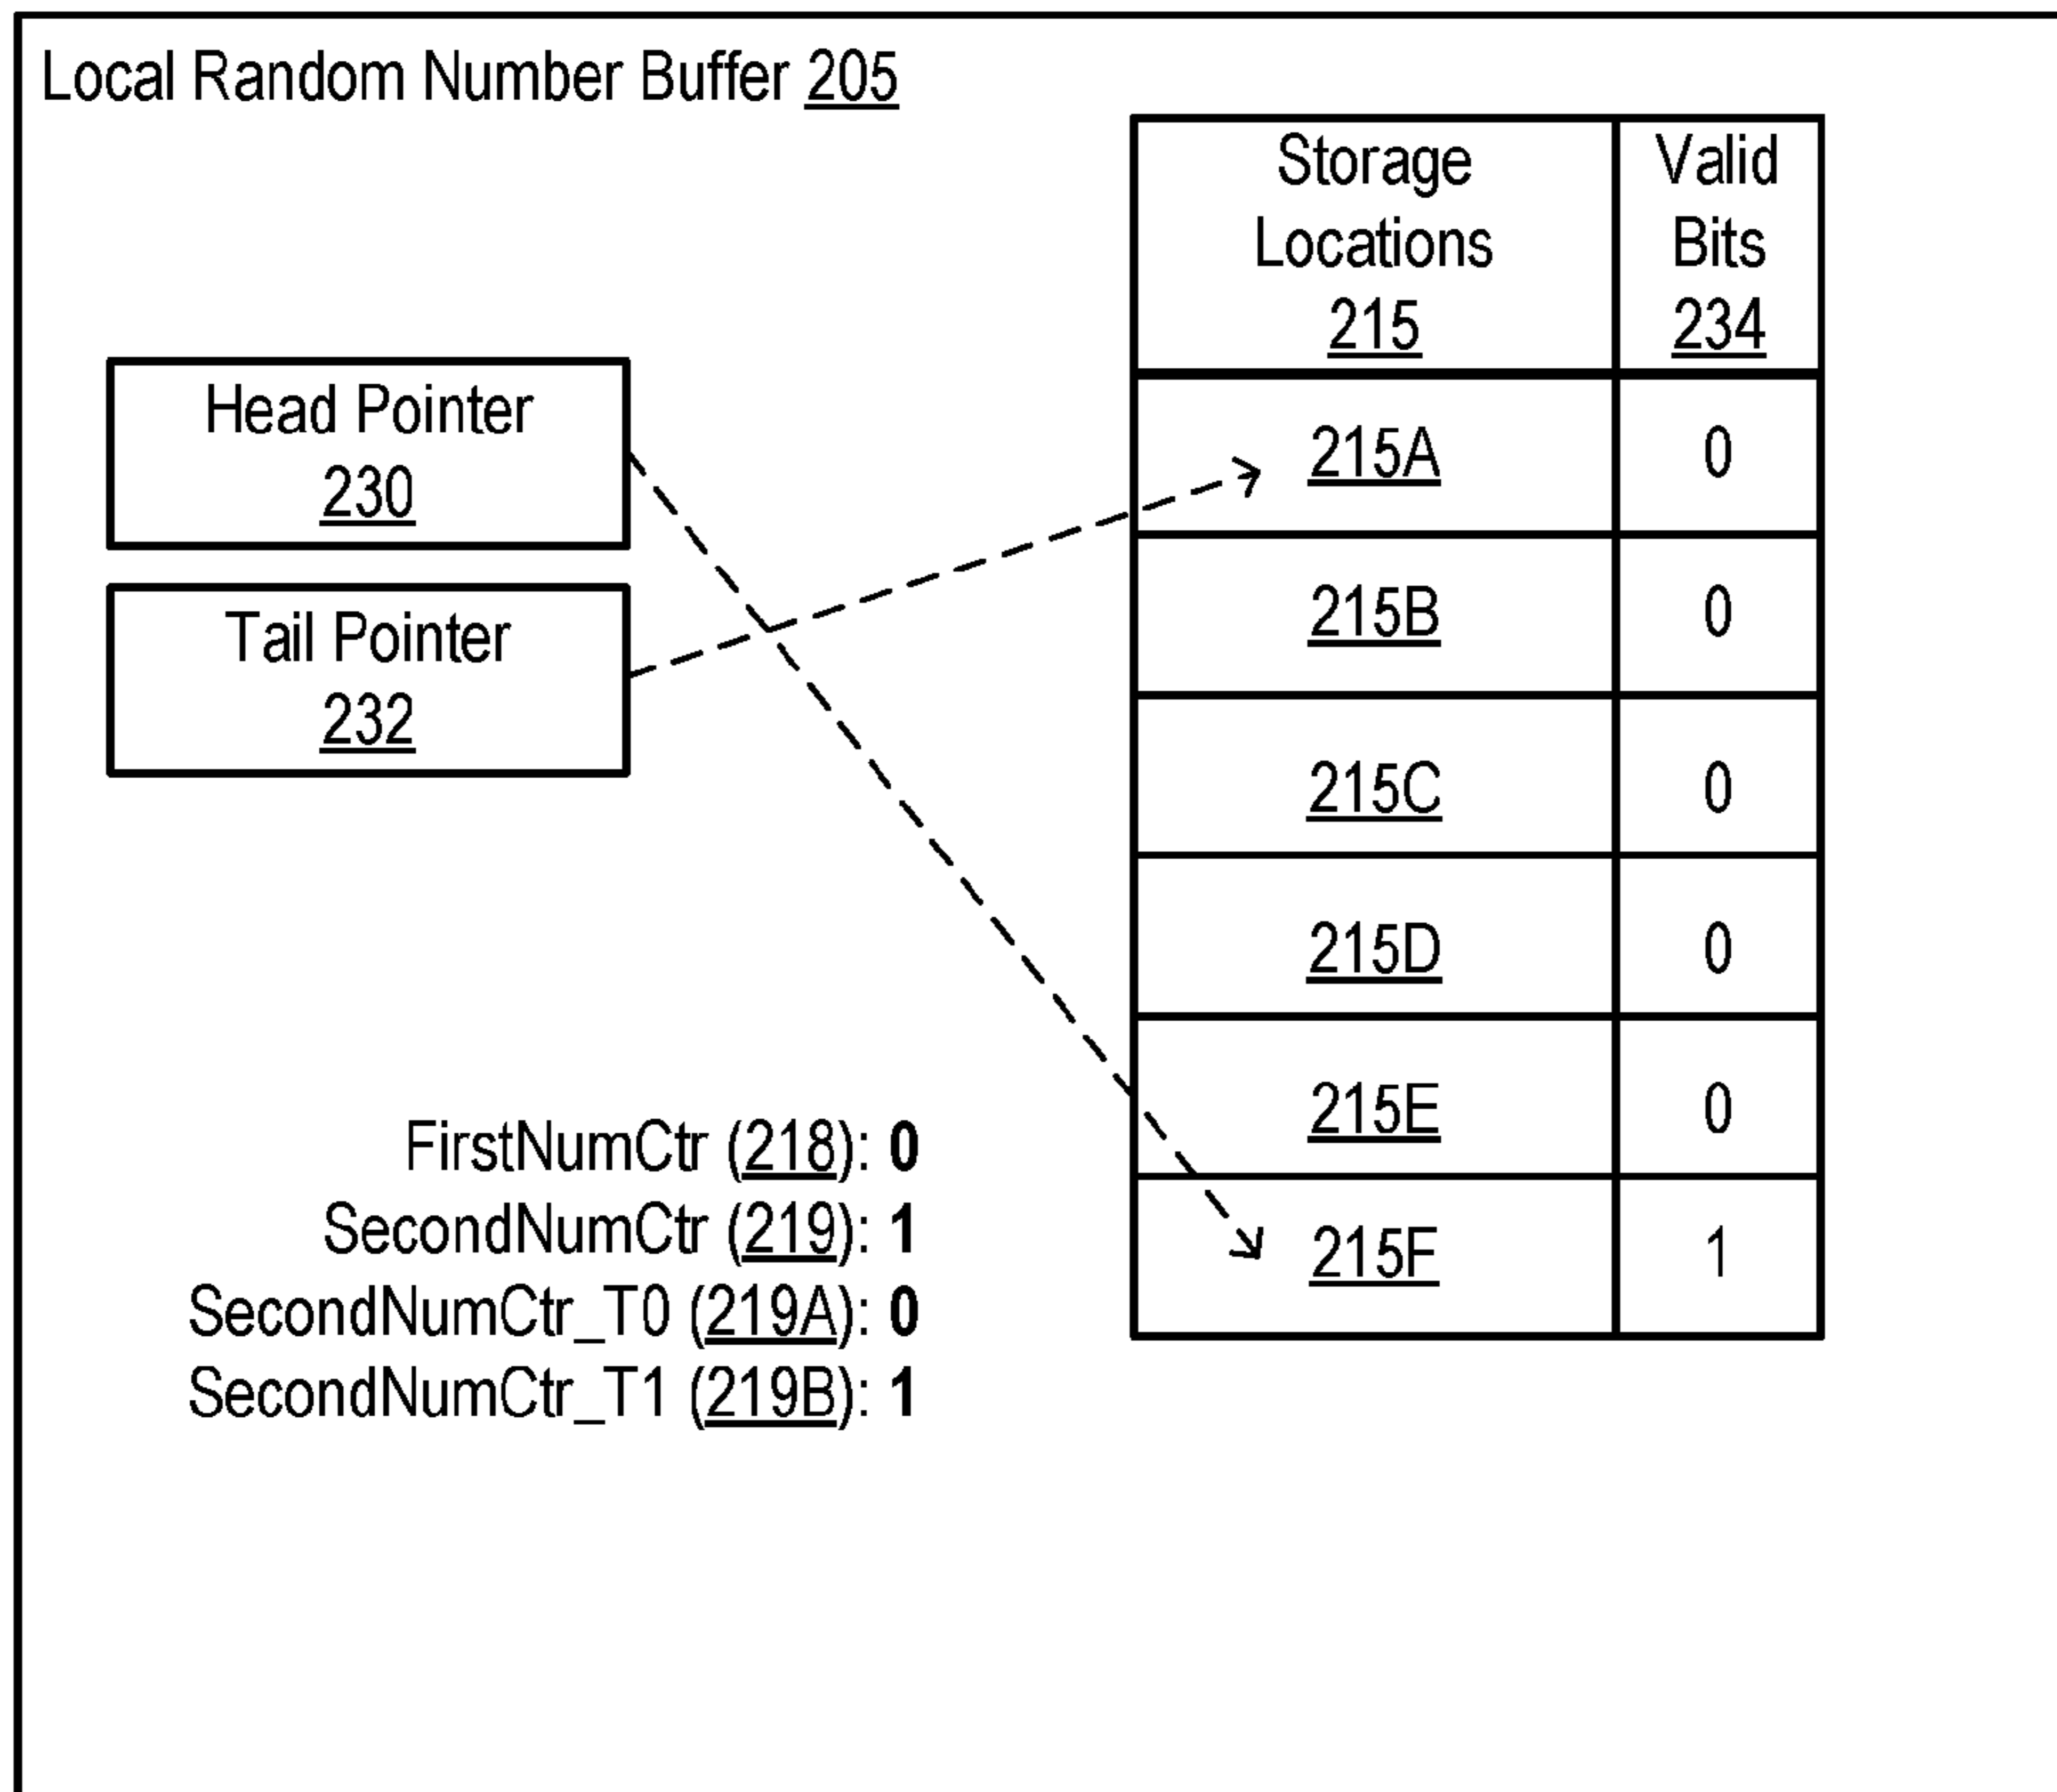 Local Random Number Buffer 205
Head Pointer
230
Tail Pointer
232
FirstNumCtr (218): 0
SecondNumCtr (219): 1
SecondNumCtr_T0 (219A): 0
SecondNumCtr_T1 (219B): 1
Storage
Locations
215
Valid
Bits
234
215A 0
215B 0
215C 0
215D 0
215E 0
215F 1